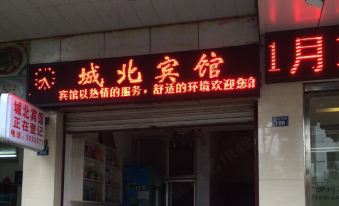 城北宾馆
宾馆以热情的服务，舒适的环境欢迎您
1月
城北宾馆
正在登记